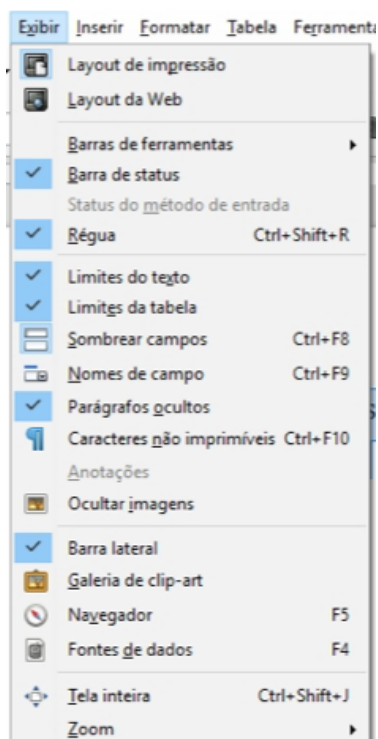 Exibir Inserir Formatar Tabela Ferramenta
Layout de impressão
Layout da Web
Barras de ferramentas
Barra de status
Status do método de entrada
Régua Ctrl+Shift+R
Limites do texto
Limites da tabela
Sombrear campos Ctrl+F8
Nomes de campo Ctrl+F9
Parágrafos ocultos
Caracteres não imprimíveis Ctrl+F10
Anotações
Ocultar imagens
Barra lateral
Galeria de clip-art
Navegador F5
Fontes de dados F4
Tela inteira Ctrl+Shift+J
Zoom